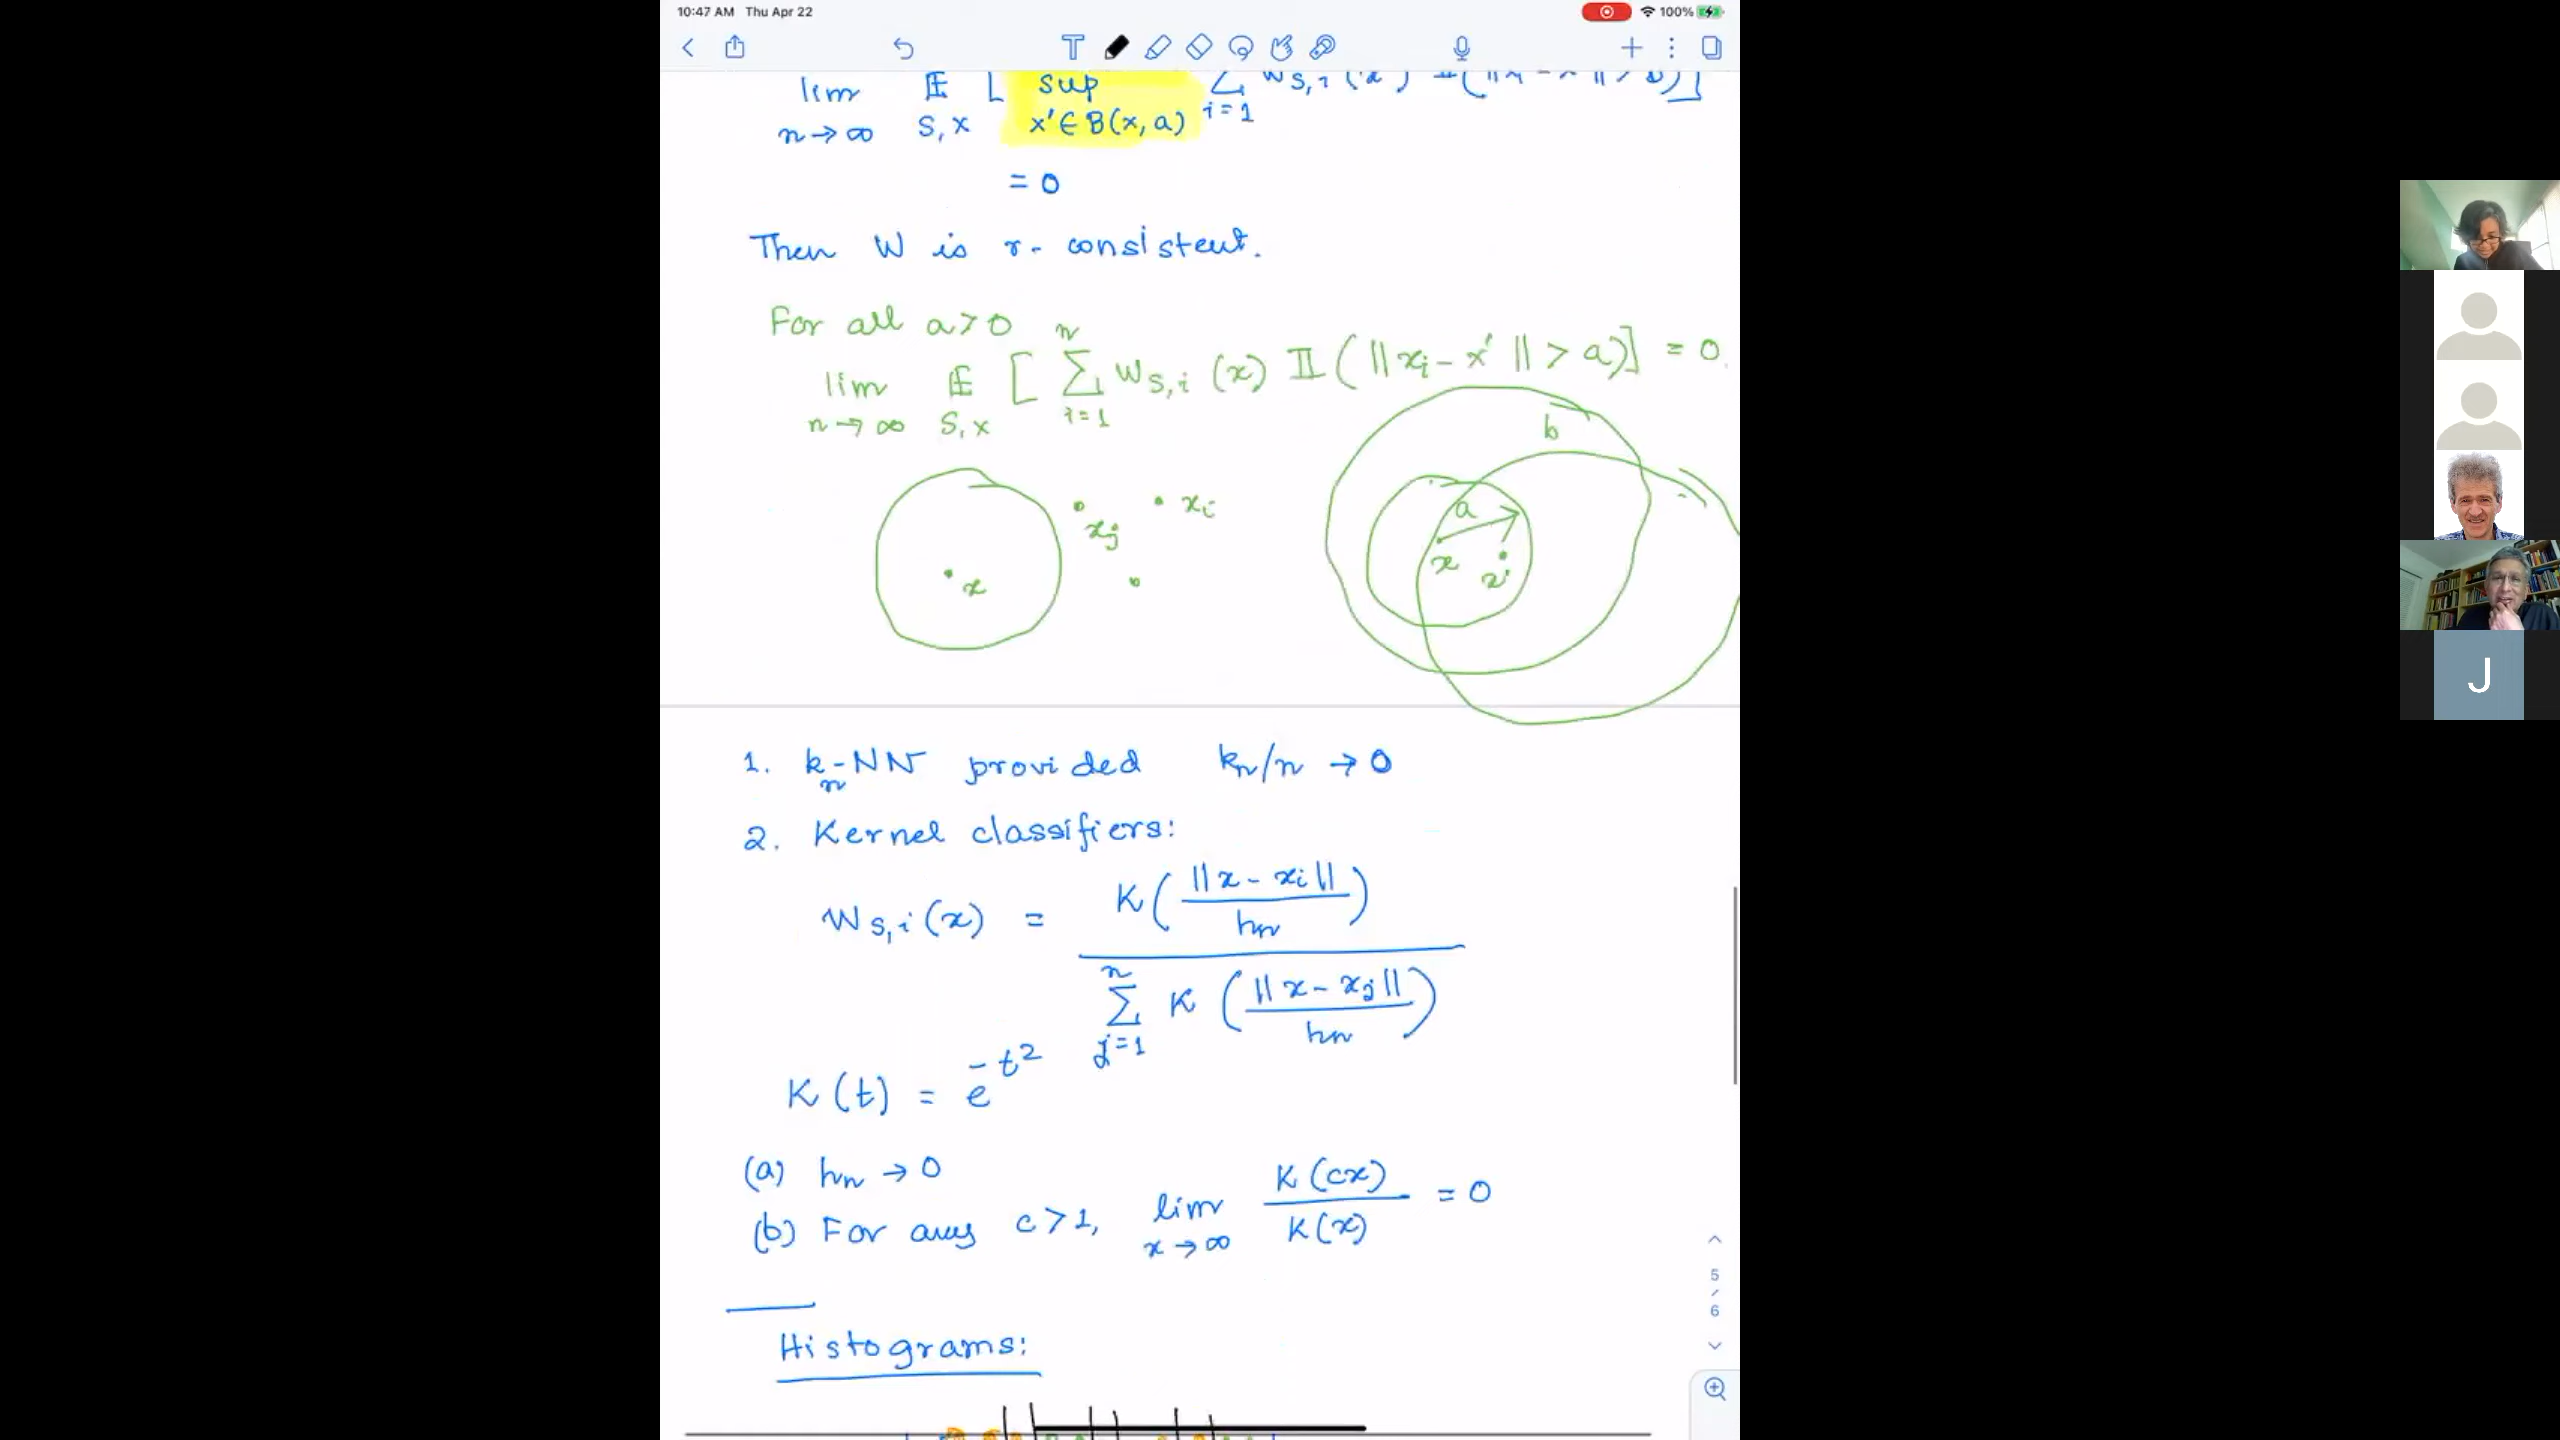 10:47 AM Thu Apr 22
100%
lim E [ sup Σ W S,i
n→∞ S,x x'∈B(x,a) i=1
= 0
Then W is r-consistent.
For all a>0
lim E [ Σ W S,i (x) 𝕀( ||xi - x'|| > a)] = 0.
n→∞ S,x i=1 n
b
xj xi a
x x x'
1. kn-NN provided kn/n → 0
2. Kernel classifiers:
W S,i (x) = K( ||x - xi|| / hn )
n Σ j=1 K ( ||x - xj|| / hn )
K(t) = e^-t²
(a) hn → 0
(b) For any c>1, lim x→∞ K(cx) / K(x) = 0
Histograms:
5
/
6
J